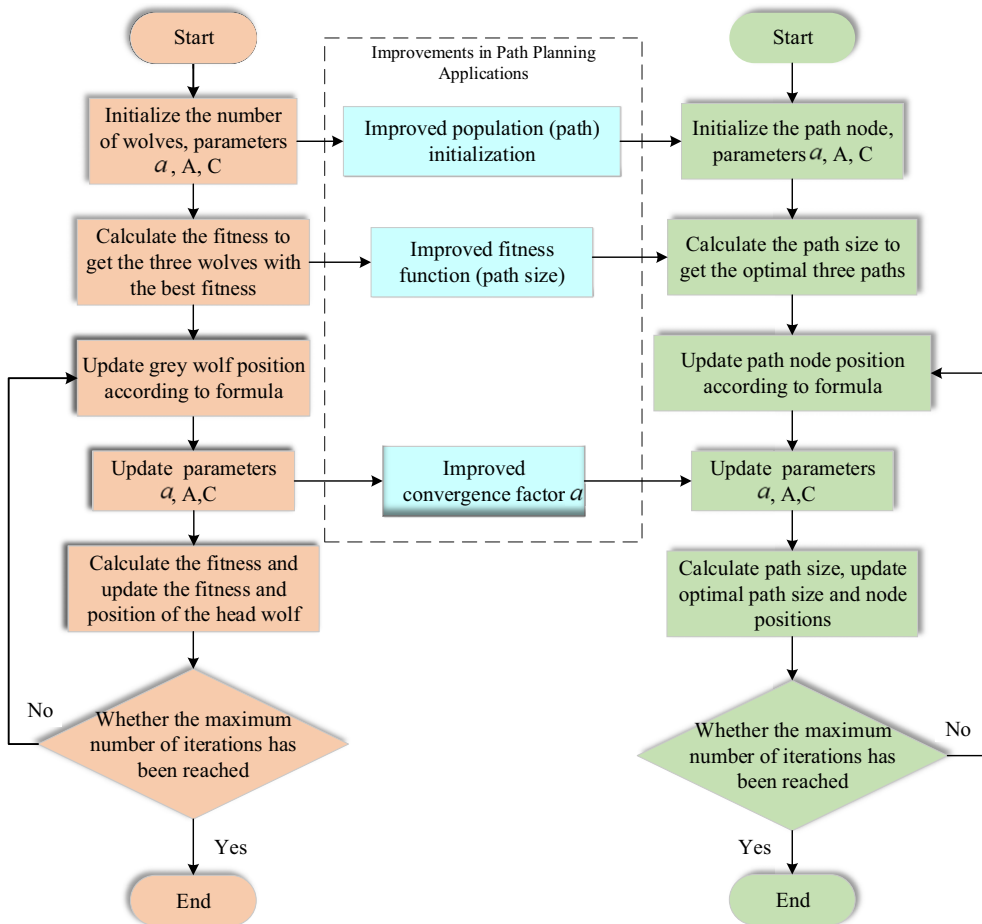 Start
Initialize the number
of wolves, parameters
a, A, C
Calculate the fitness to
get the three wolves with
the best fitness
Update grey wolf position
according to formula
Update parameters
a, A,C
Calculate the fitness and
update the fitness and
position of the head wolf
No
Whether the maximum
number of iterations has
been reached
Yes
End
Improvements in Path Planning
Applications
Improved population (path)
initialization
Improved fitness
function (path size)
Improved
convergence factor a
Start
Initialize the path node,
parameters a, A, C
Calculate the path size to
get the optimal three paths
Update path node position
according to formula
Update parameters
a, A,C
Calculate path size, update
optimal path size and node
positions
Whether the maximum
number of iterations has
been reached
No
Yes
End